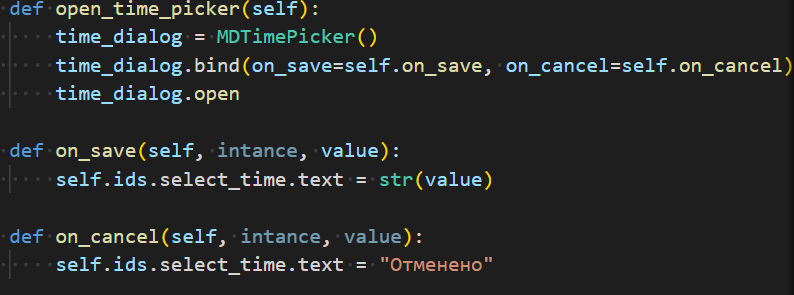 def open_time_picker(self):
    time_dialog = MDTimePicker()
    time_dialog.bind(on_save=self.on_save, on_cancel=self.on_cancel)
    time_dialog.open

def on_save(self, intance, value):
    self.ids.select_time.text = str(value)

def on_cancel(self, intance, value):
    self.ids.select_time.text = "Отменено"